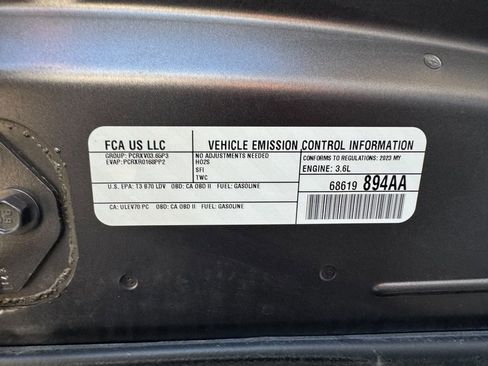 FCA US LLC
VEHICLE EMISSION CONTROL INFORMATION
GROUP: PCRXV03.65P3
EVAP: PCRXR0168PP2
NO ADJUSTMENTS NEEDED
HO2S
SFI
TWC
CONFORMS TO REGULATIONS: 2023 MY
ENGINE: 3.6L
68619 894AA
U.S. EPA: T3 B70 LDV OBD: CA OBD II FUEL: GASOLINE
CA: ULEV70 PC OBD: CA OBD II FUEL: GASOLINE